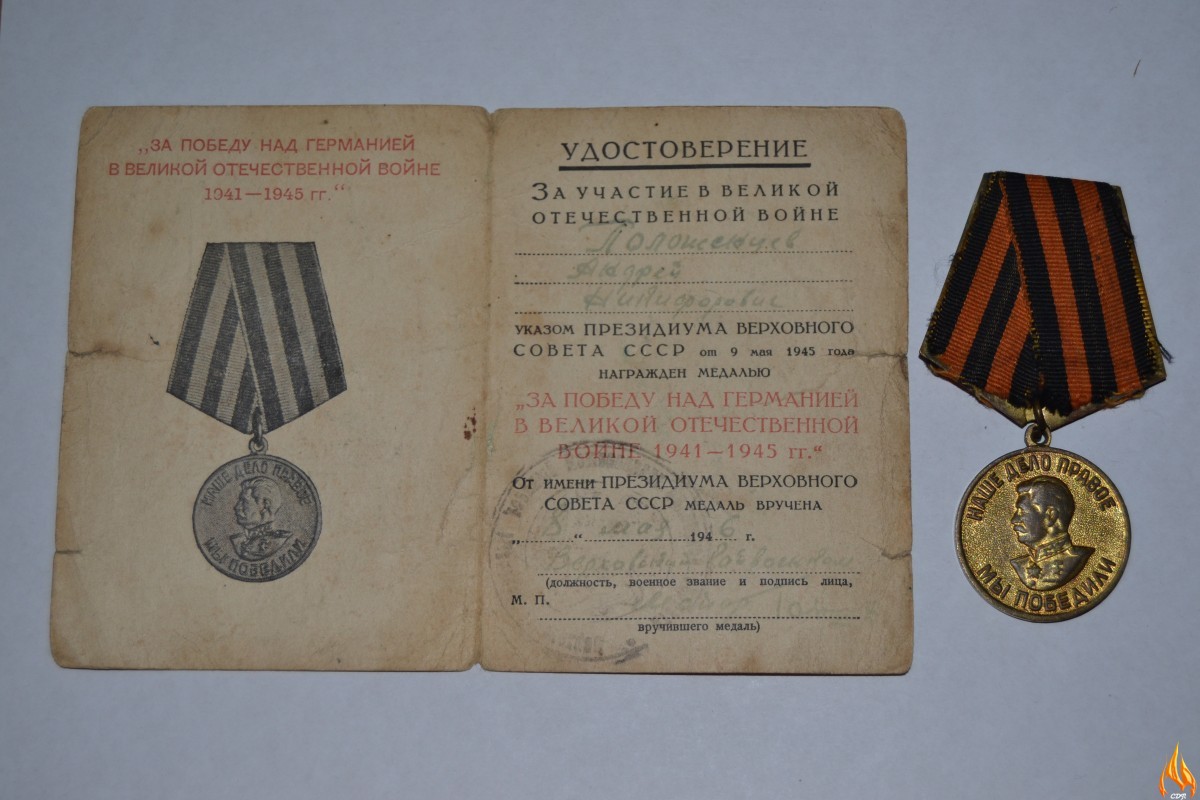 „ЗА ПОБЕДУ НАД ГЕРМАНИЕЙ
В ВЕЛИКОЙ ОТЕЧЕСТВЕННОЙ ВОЙНЕ
1941—1945 гг.“
НАШЕ ДЕЛО ПРАВОЕ
МЫ ПОБЕДИЛИ
УДОСТОВЕРЕНИЕ
ЗА УЧАСТИЕ В ВЕЛИКОЙ
ОТЕЧЕСТВЕННОЙ ВОЙНЕ
Андрей
Никифорович
УКАЗОМ ПРЕЗИДИУМА ВЕРХОВНОГО
СОВЕТА СССР от 9 мая 1945 года
НАГРАЖДЕН МЕДАЛЬЮ
„ЗА ПОБЕДУ НАД ГЕРМАНИЕЙ
В ВЕЛИКОЙ ОТЕЧЕСТВЕННОЙ
ВОЙНЕ 1941—1945 гг.“
ОТ ИМЕНИ ПРЕЗИДИУМА ВЕРХОВНОГО
СОВЕТА СССР МЕДАЛЬ ВРУЧЕНА
„8“ мая 1946 г.
(должность, военное звание и подпись лица,
М. П.
вручившего медаль)
НАШЕ ДЕЛО ПРАВОЕ
МЫ ПОБЕДИЛИ